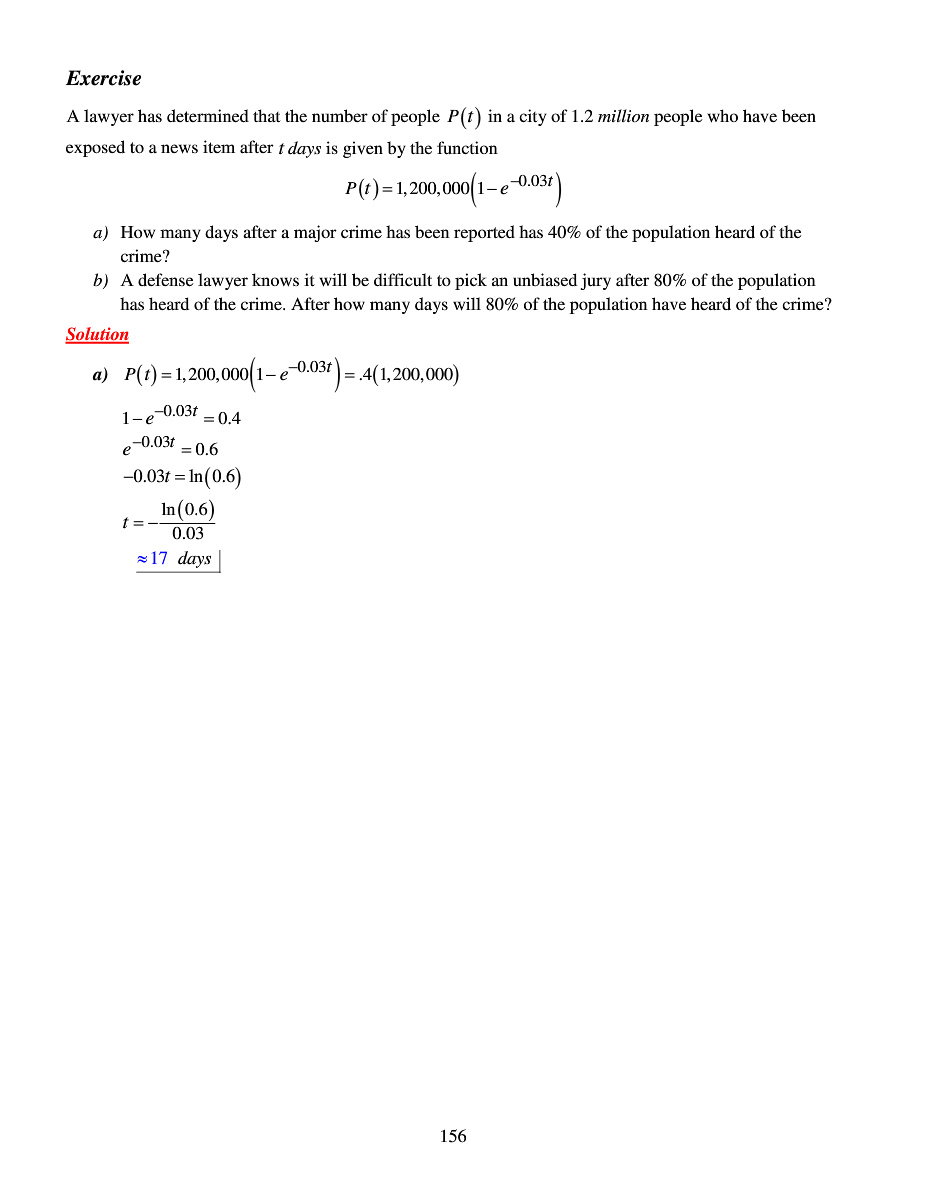 Exercise
A lawyer has determined that the number of people P(t) in a city of 1.2 million people who have been
exposed to a news item after t days is given by the function
P(t) = 1,200,000(1 − e^−0.03t)
a) How many days after a major crime has been reported has 40% of the population heard of the
crime?
b) A defense lawyer knows it will be difficult to pick an unbiased jury after 80% of the population
has heard of the crime. After how many days will 80% of the population have heard of the crime?
Solution
a) P(t) = 1,200,000(1 − e^−0.03t) = .4(1,200,000)
1 − e^−0.03t = 0.4
e^−0.03t = 0.6
−0.03t = ln(0.6)
t = − ln(0.6) / 0.03
≈ 17 days
156